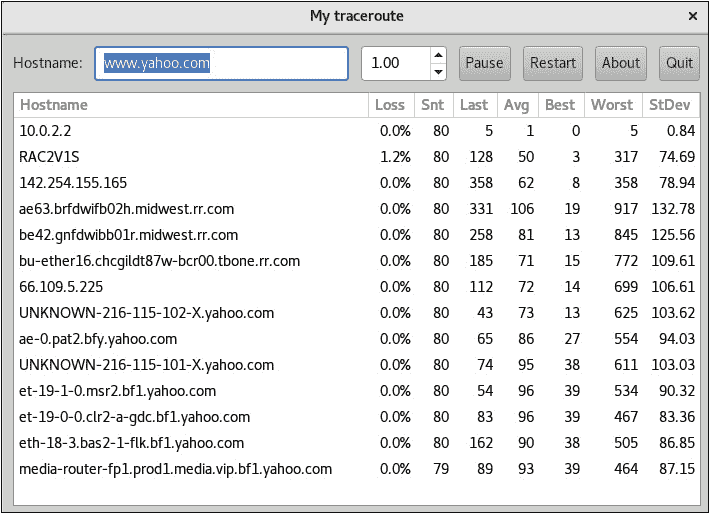 My traceroute ×
Hostname: www.yahoo.com 1.00 Pause Restart About Quit
Hostname Loss Snt Last Avg Best Worst StDev
10.0.2.2 0.0% 80 5 1 0 5 0.84
RAC2V1S 1.2% 80 128 50 3 317 74.69
142.254.155.165 0.0% 80 358 62 8 358 78.94
ae63.brfdwifb02h.midwest.rr.com 0.0% 80 331 106 19 917 132.78
be42.gnfdwibb01r.midwest.rr.com 0.0% 80 258 81 13 845 125.56
bu-ether16.chcgildt87w-bcr00.tbone.rr.com 0.0% 80 185 71 15 772 109.61
66.109.5.225 0.0% 80 112 72 14 699 106.61
UNKNOWN-216-115-102-X.yahoo.com 0.0% 80 43 73 13 625 103.62
ae-0.pat2.bfy.yahoo.com 0.0% 80 65 86 27 554 94.03
UNKNOWN-216-115-101-X.yahoo.com 0.0% 80 74 95 38 611 103.03
et-19-1-0.msr2.bf1.yahoo.com 0.0% 80 54 96 39 534 90.32
et-19-0-0.clr2-a-gdc.bf1.yahoo.com 0.0% 80 83 96 39 467 83.36
eth-18-3.bas2-1-flk.bf1.yahoo.com 0.0% 80 162 90 38 505 86.85
media-router-fp1.prod1.media.vip.bf1.yahoo.com 0.0% 79 89 93 39 464 87.15